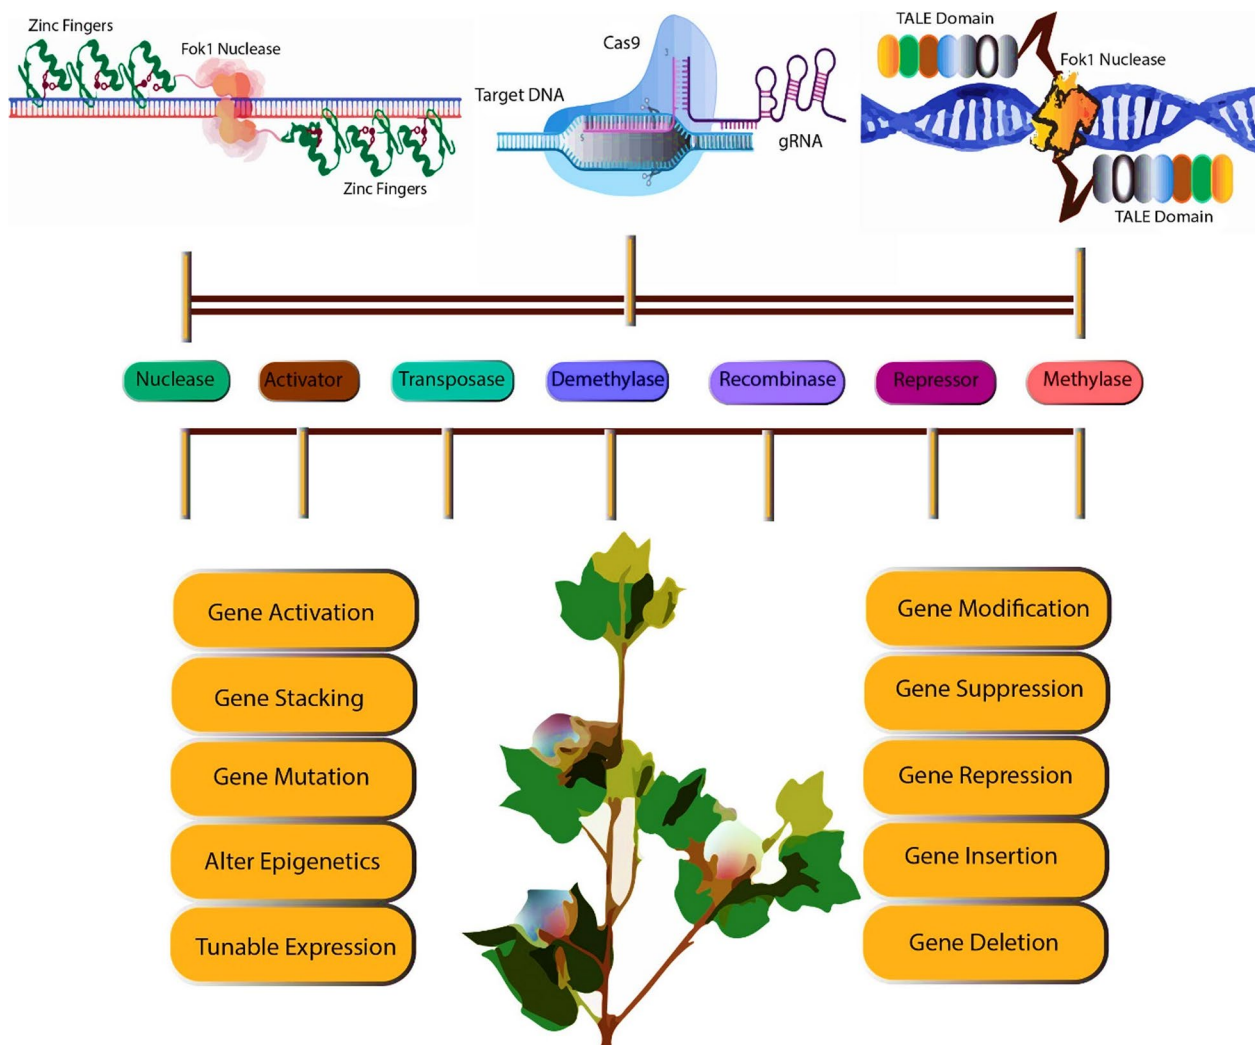 Zinc Fingers
Fok1 Nuclease
Zinc Fingers
Cas9
Target DNA
3'
5'
gRNA
TALE Domain
Fok1 Nuclease
TALE Domain
Nuclease
Activator
Transposase
Demethylase
Recombinase
Repressor
Methylase
Gene Activation
Gene Stacking
Gene Mutation
Alter Epigenetics
Tunable Expression
Gene Modification
Gene Suppression
Gene Repression
Gene Insertion
Gene Deletion